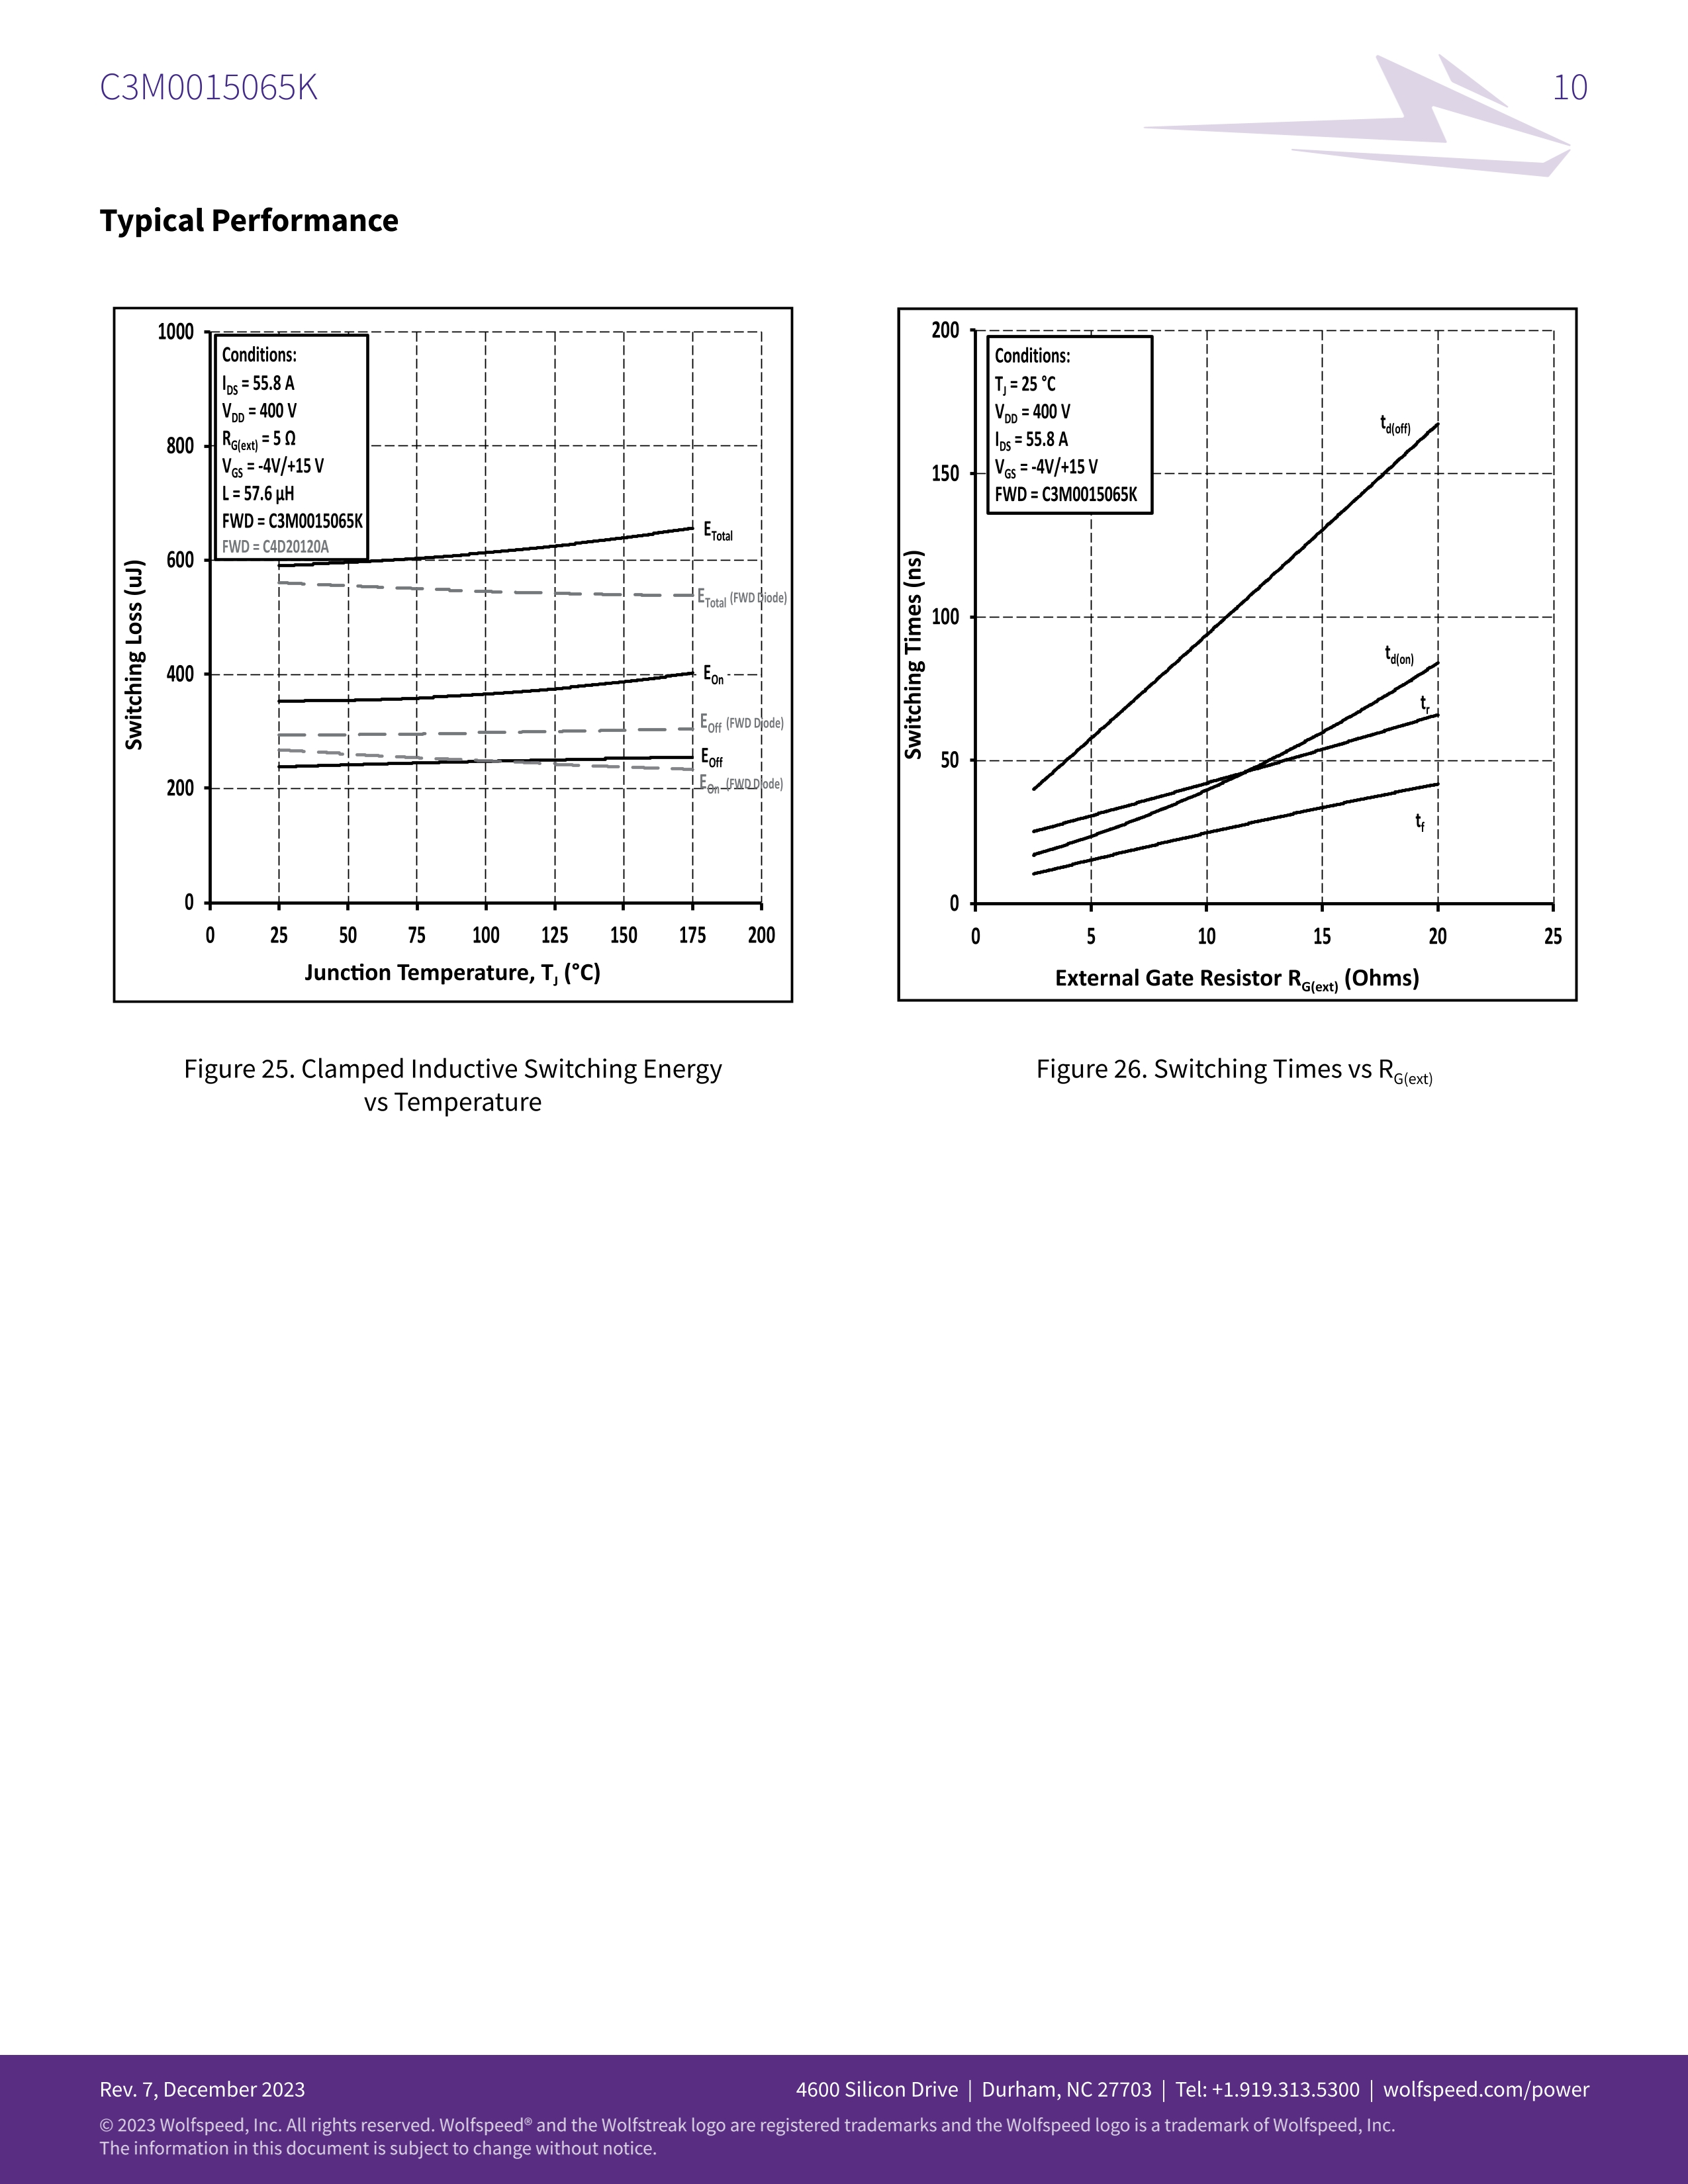 C3M0015065K
10
Typical Performance
1000
800
600
400
200
0
0 25 50 75 100 125 150 175 200
Switching Loss (uJ)
Junction Temperature, TJ (°C)
Conditions:
IDS = 55.8 A
VDD = 400 V
RG(ext) = 5 Ω
VGS = -4V/+15 V
L = 57.6 μH
FWD = C3M0015065K
FWD = C4D20120A
ETotal
ETotal (FWD Diode)
EOn
EOff (FWD Diode)
EOff
EOn (FWD Diode)
Figure 25. Clamped Inductive Switching Energy
vs Temperature
200
150
100
50
0
0 5 10 15 20 25
Switching Times (ns)
External Gate Resistor RG(ext) (Ohms)
Conditions:
TJ = 25 °C
VDD = 400 V
IDS = 55.8 A
VGS = -4V/+15 V
FWD = C3M0015065K
td(off)
td(on)
tr
tf
Figure 26. Switching Times vs RG(ext)
Rev. 7, December 2023
4600 Silicon Drive | Durham, NC 27703 | Tel: +1.919.313.5300 | wolfspeed.com/power
© 2023 Wolfspeed, Inc. All rights reserved. Wolfspeed® and the Wolfstreak logo are registered trademarks and the Wolfspeed logo is a trademark of Wolfspeed, Inc.
The information in this document is subject to change without notice.